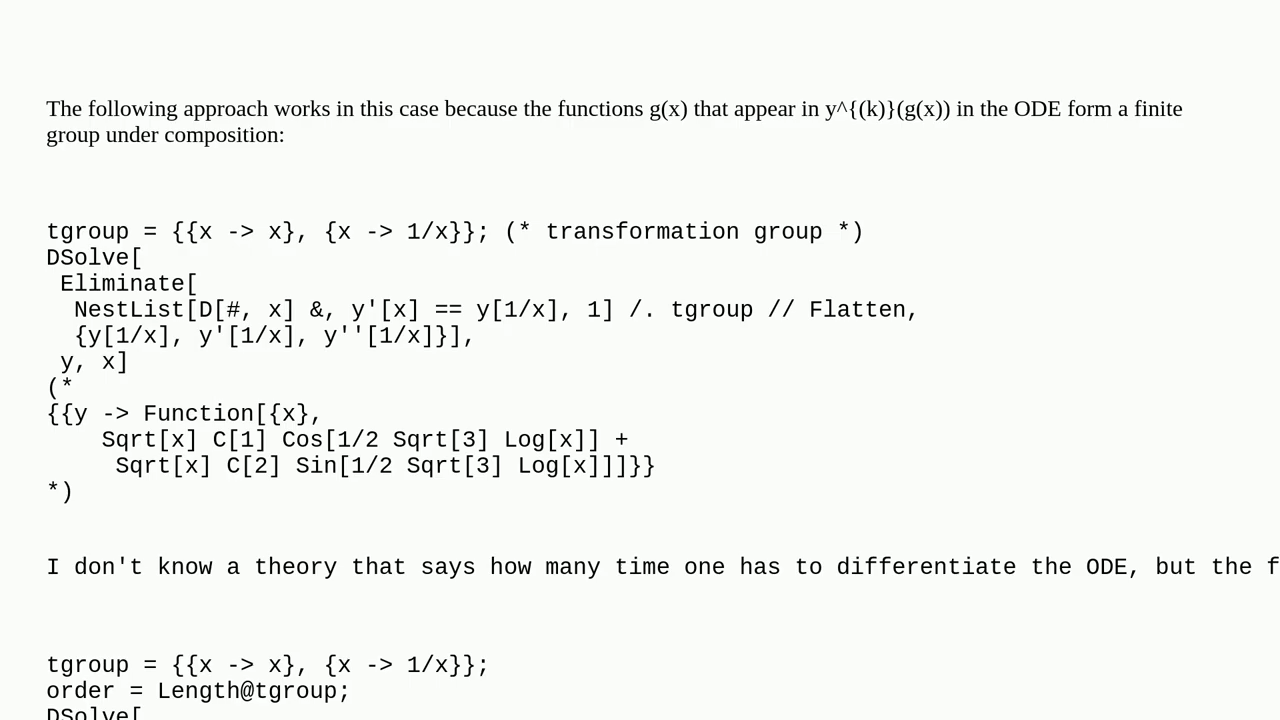 The following approach works in this case because the functions g(x) that appear in y^{(k)}(g(x)) in the ODE form a finite
group under composition:
tgroup = {{x -> x}, {x -> 1/x}}; (* transformation group *)
DSolve[
 Eliminate[
  NestList[D[#, x] &, y'[x] == y[1/x], 1] /. tgroup // Flatten,
  {y[1/x], y'[1/x], y''[1/x]}],
 y, x]
(*
{{y -> Function[{x},
    Sqrt[x] C[1] Cos[1/2 Sqrt[3] Log[x]] +
     Sqrt[x] C[2] Sin[1/2 Sqrt[3] Log[x]]]}}
*)
I don't know a theory that says how many time one has to differentiate the ODE, but the f
tgroup = {{x -> x}, {x -> 1/x}};
order = Length@tgroup;
DSolve[